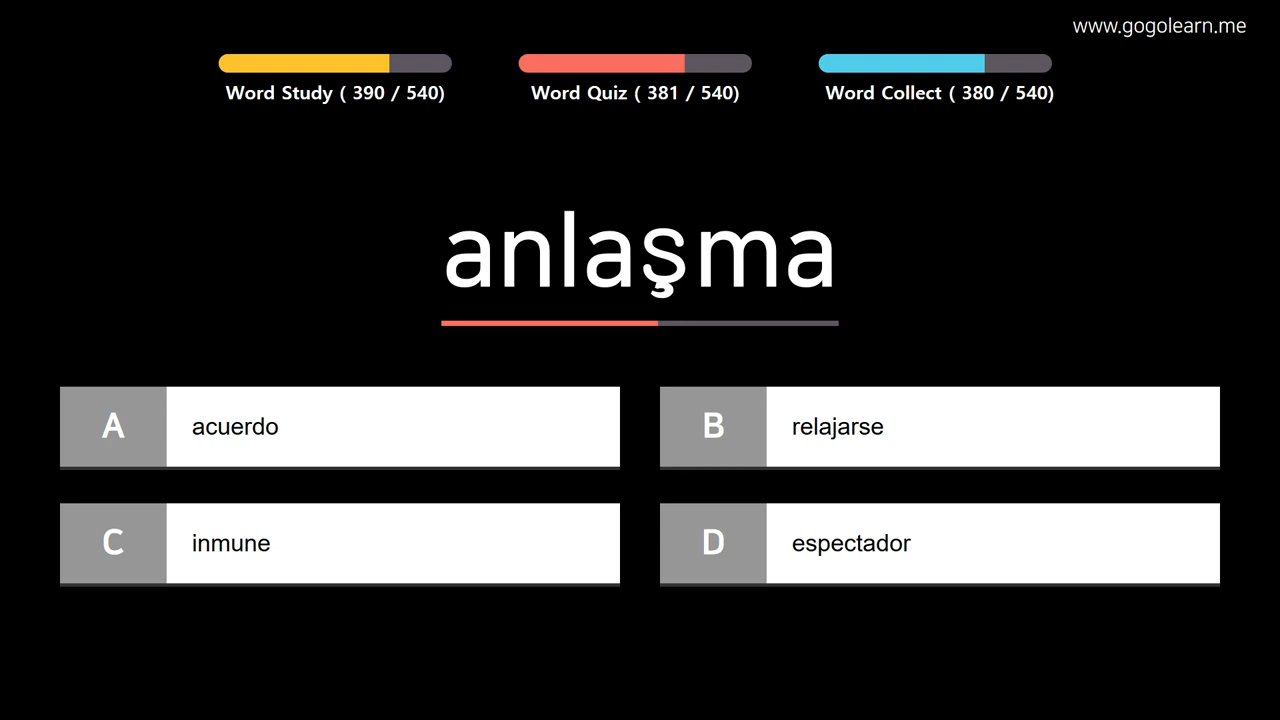 www.gogolearn.me
Word Study ( 390 / 540)
Word Quiz ( 381 / 540)
Word Collect ( 380 / 540)
anlaşma
A acuerdo
B relajarse
C inmune
D espectador